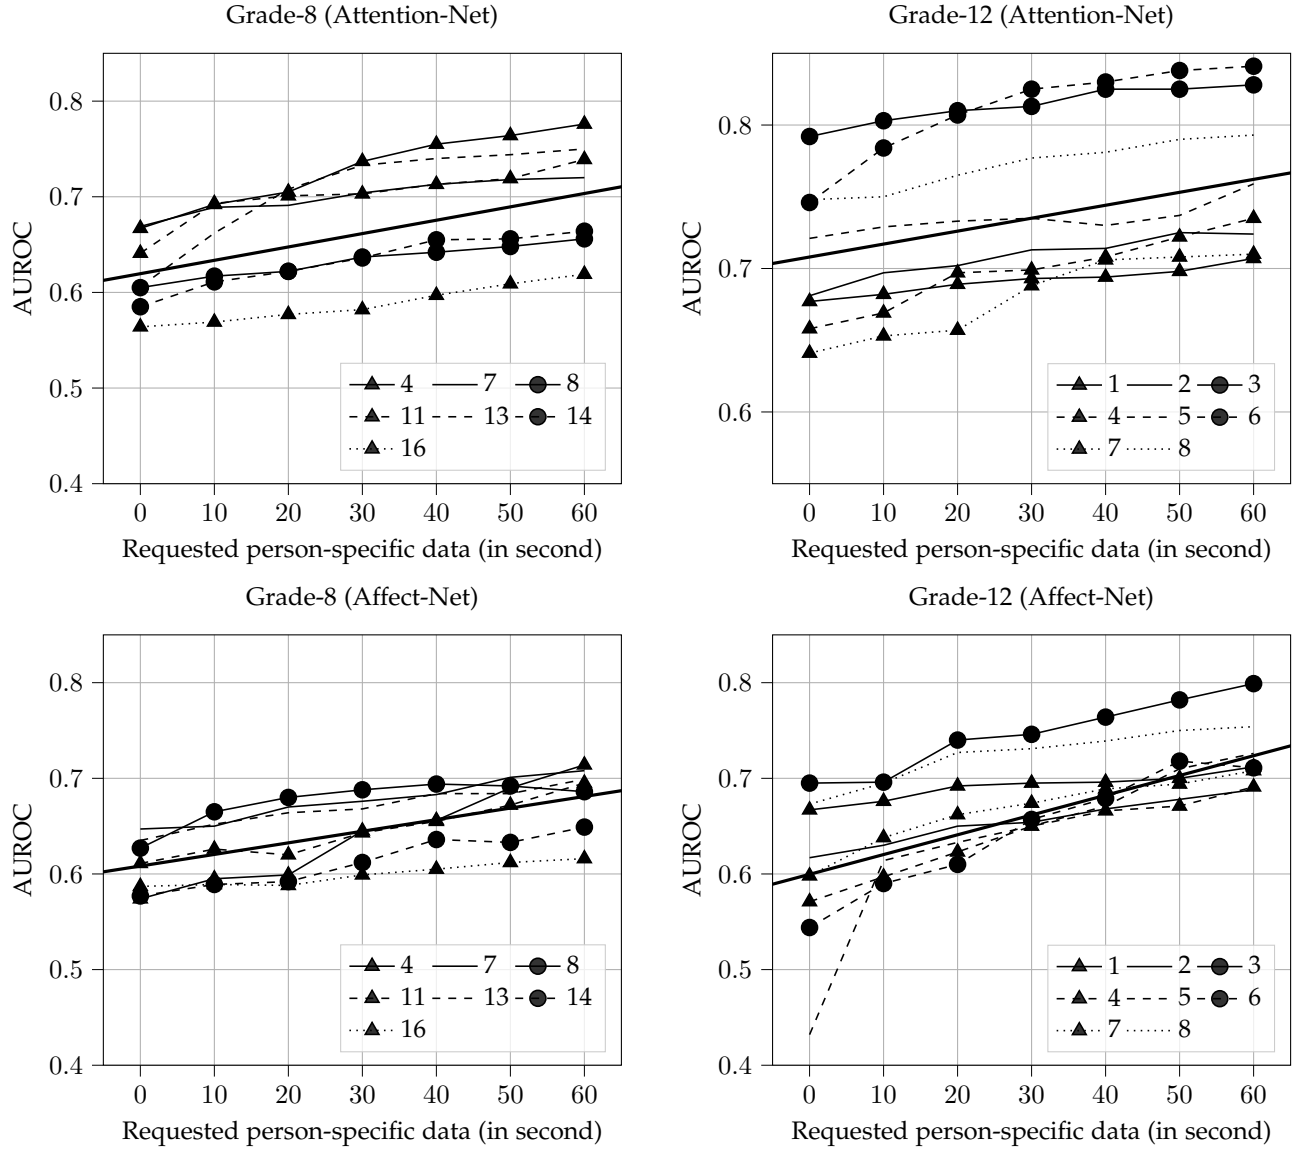 Grade-8 (Attention-Net)
Grade-12 (Attention-Net)
AUROC
0.8
0.7
0.6
0.5
0.4
4 7 8
11 13 14
16
0 10 20 30 40 50 60
Requested person-specific data (in second)
AUROC
0.8
0.7
0.6
1 2 3
4 5 6
7 8
0 10 20 30 40 50 60
Requested person-specific data (in second)
Grade-8 (Affect-Net)
Grade-12 (Affect-Net)
AUROC
0.8
0.7
0.6
0.5
0.4
4 7 8
11 13 14
16
0 10 20 30 40 50 60
Requested person-specific data (in second)
AUROC
0.8
0.7
0.6
0.5
0.4
1 2 3
4 5 6
7 8
0 10 20 30 40 50 60
Requested person-specific data (in second)